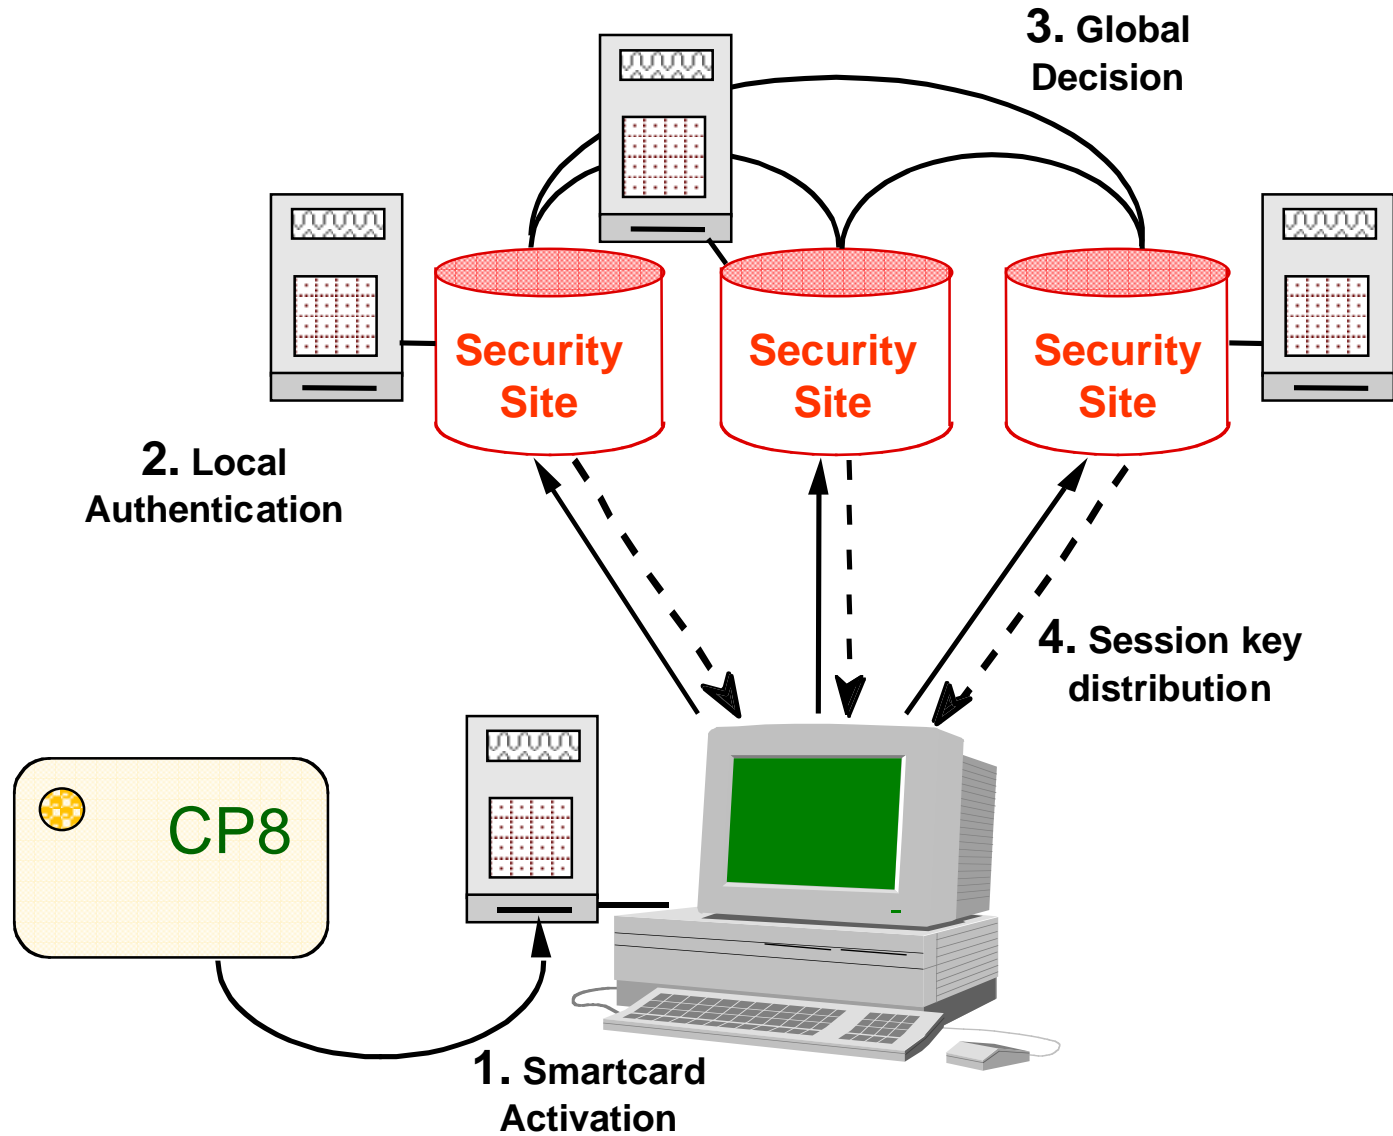 3. Global
Decision
Security
Site
Security
Site
Security
Site
2. Local
Authentication
4. Session key
distribution
CP8
1. Smartcard
Activation